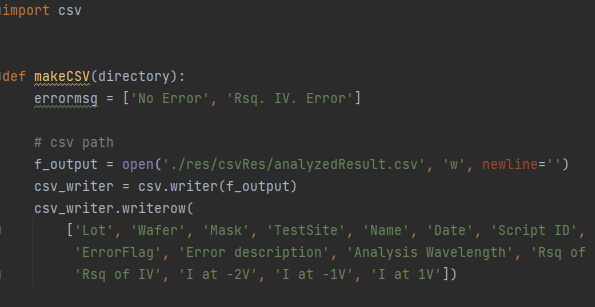 import csv
def makeCSV(directory):
errormsg = ['No Error', 'Rsq. IV. Error']
# csv path
f_output = open('./res/csvRes/analyzedResult.csv', 'w', newline='')
csv_writer = csv.writer(f_output)
csv_writer.writerow(
['Lot', 'Wafer', 'Mask', 'TestSite', 'Name', 'Date', 'Script ID',
'ErrorFlag', 'Error description', 'Analysis Wavelength', 'Rsq of
'Rsq of IV', 'I at -2V', 'I at -1V', 'I at 1V'])